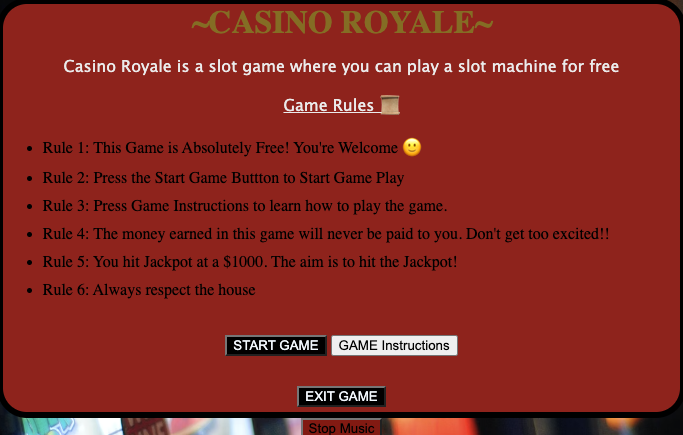 ~CASINO ROYALE~
Casino Royale is a slot game where you can play a slot machine for free
Game Rules 📜
• Rule 1: This Game is Absolutely Free! You're Welcome 🙂
• Rule 2: Press the Start Game Buttton to Start Game Play
• Rule 3: Press Game Instructions to learn how to play the game.
• Rule 4: The money earned in this game will never be paid to you. Don't get too excited!!
• Rule 5: You hit Jackpot at a $1000. The aim is to hit the Jackpot!
• Rule 6: Always respect the house
START GAME GAME Instructions
EXIT GAME
Stop Music